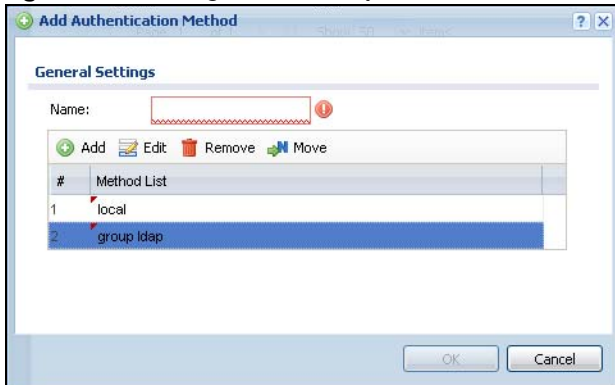 Add Authentication Method
General Settings
Name:
Add Edit Remove Move
# Method List
1 local
2 group ldap
OK Cancel